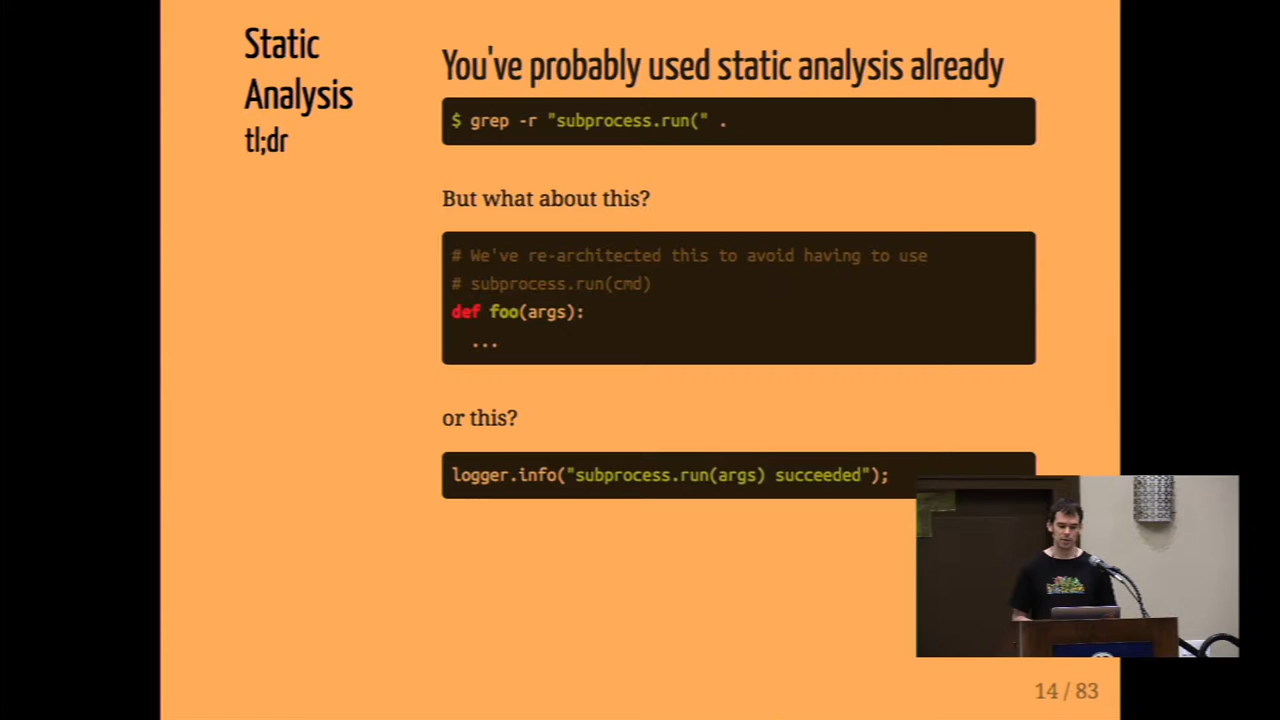 Static
Analysis
tl;dr
You've probably used static analysis already
$ grep -r "subprocess.run(" .
But what about this?
# We've re-architected this to avoid having to use
# subprocess.run(cmd)
def foo(args):
...
or this?
logger.info("subprocess.run(args) succeeded");
14 / 83